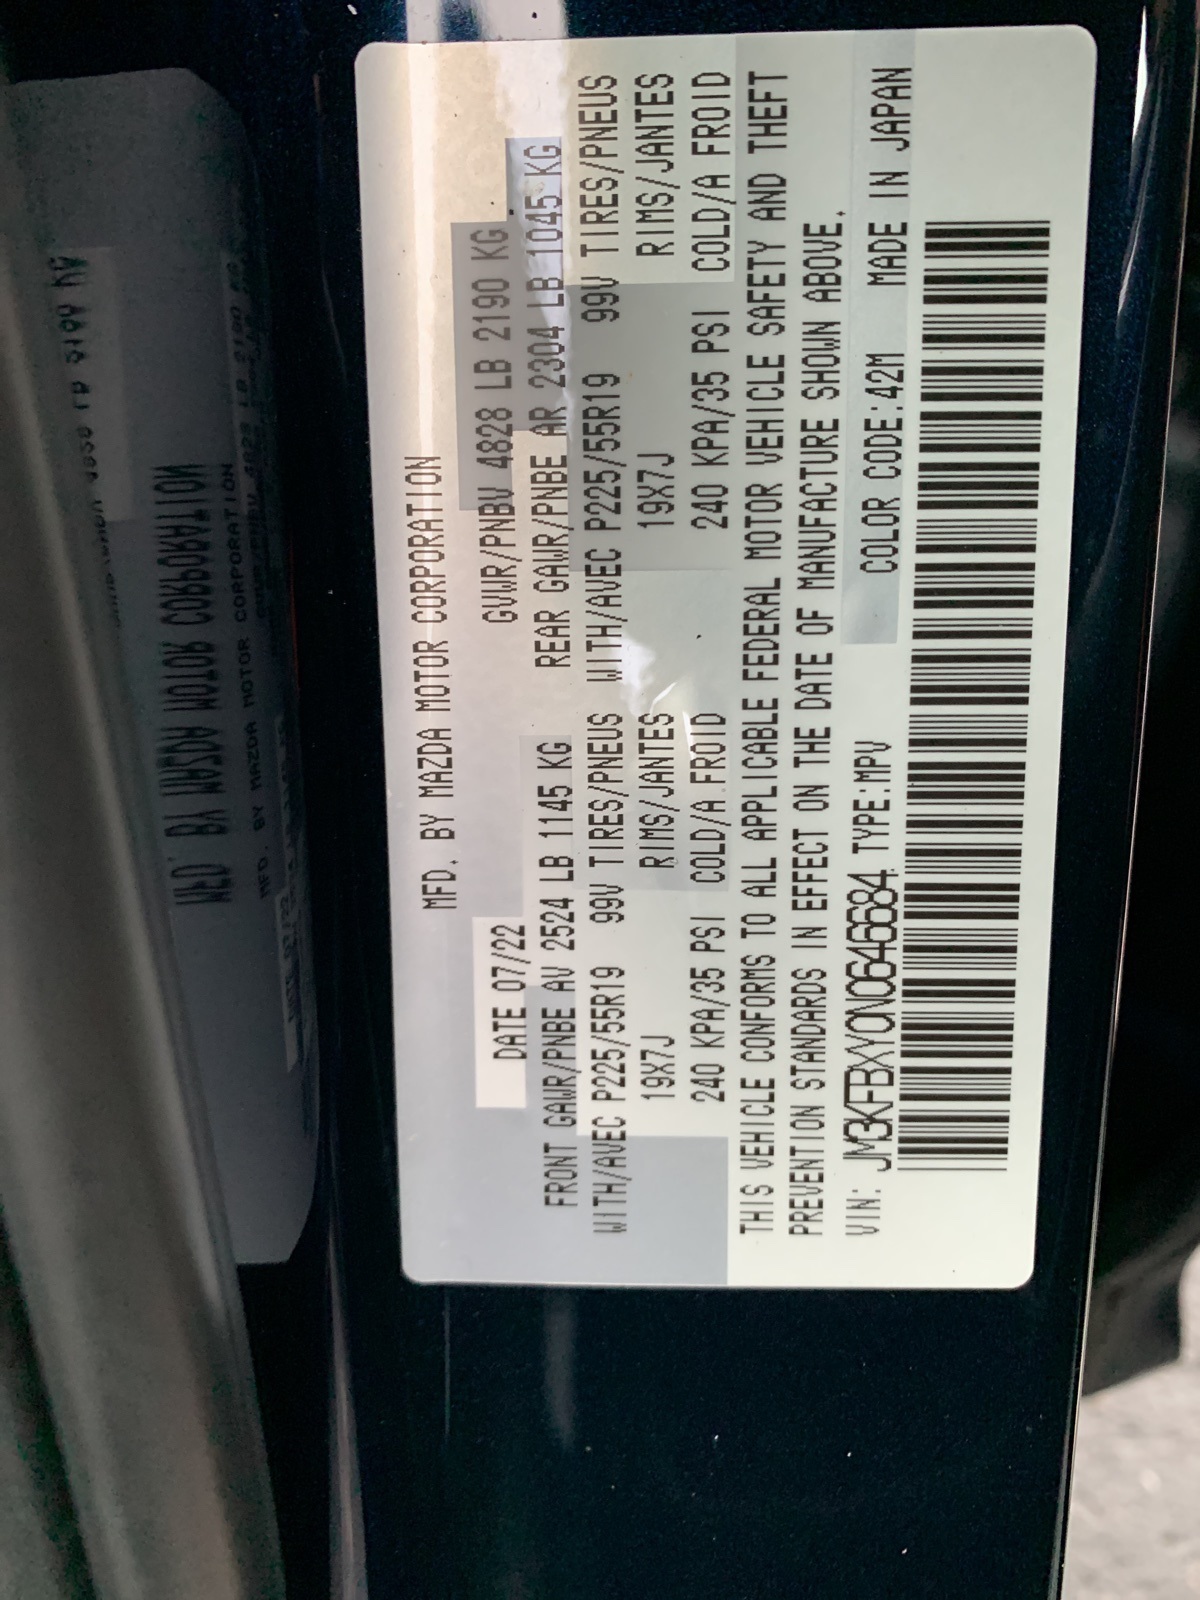 MFD. BY MAZDA MOTOR CORPORATION
DATE 07/22 GVWR/PNBV 4828 LB 2190 KG
FRONT GAWR/PNBE AV 2524 LB 1145 KG REAR GAWR/PNBE AR 2304 LB 1045 KG
WITH/AVEC P225/55R19 99V TIRES/PNEUS WITH/AVEC P225/55R19 99V TIRES/PNEUS
19X7J RIMS/JANTES 19X7J RIMS/JANTES
240 KPA/35 PSI COLD/A FROID 240 KPA/35 PSI COLD/A FROID
THIS VEHICLE CONFORMS TO ALL APPLICABLE FEDERAL MOTOR VEHICLE SAFETY AND THEFT
PREVENTION STANDARDS IN EFFECT ON THE DATE OF MANUFACTURE SHOWN ABOVE.
VIN: JM3KFBXY0N0646684 TYPE:MPV COLOR CODE:42M MADE IN JAPAN